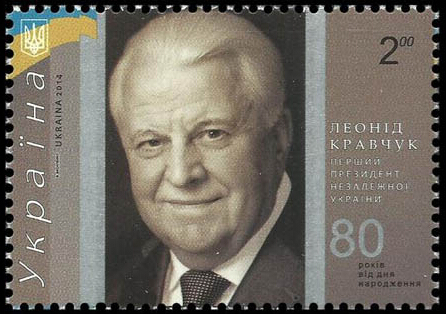 Україна
UKRAINA 2014
2 00
ЛЕОНІД
КРАВЧУК
ПЕРШИЙ
ПРЕЗИДЕНТ
НЕЗАЛЕЖНОЇ
УКРАЇНИ
80
років
від дня
народження